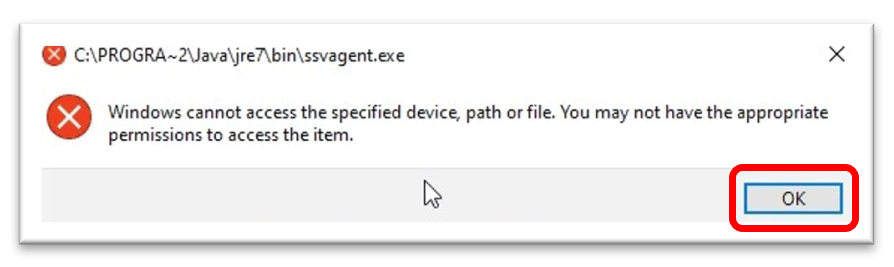 C:\PROGRA~2\Java\jre7\bin\ssvagent.exe
Windows cannot access the specified device, path or file. You may not have the appropriate
permissions to access the item.
OK